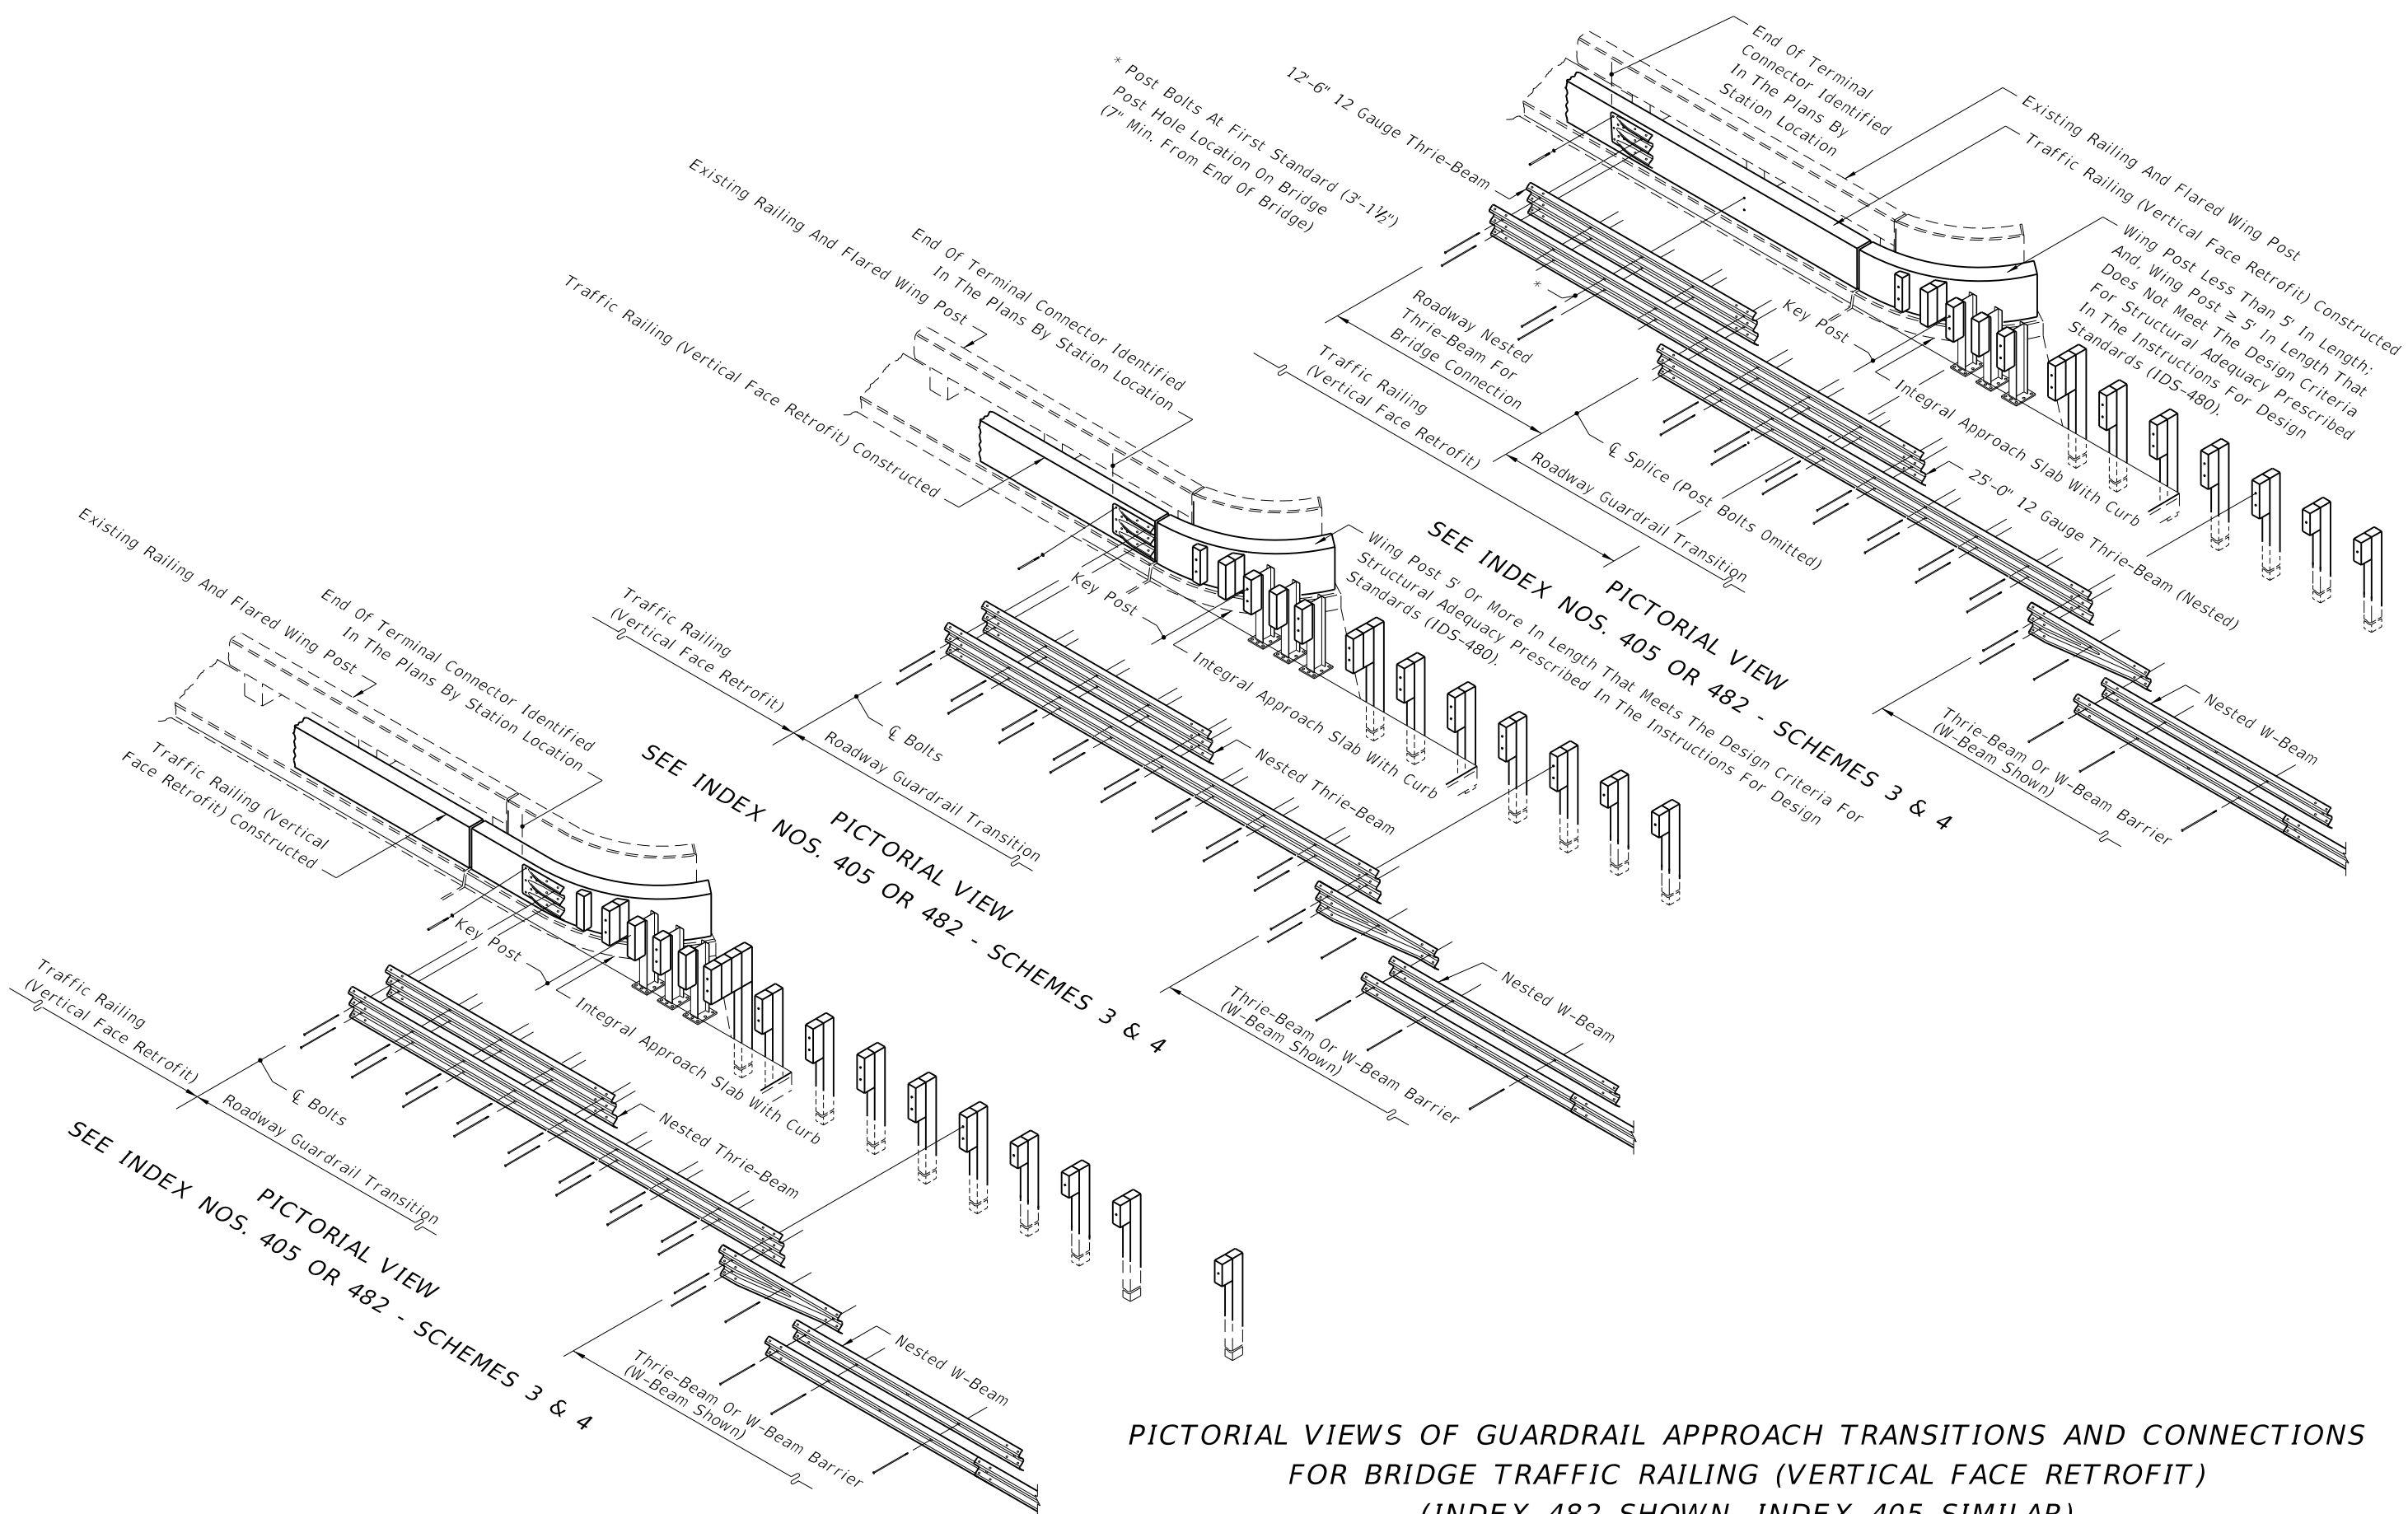 * Post Bolts At First Standard (3'-1½")
Post Hole Location On Bridge
(7" Min. From End Of Bridge)
12'-6" 12 Gauge Thrie-Beam
End Of Terminal
Connector Identified
In The Plans By
Station Location
Existing Railing And Flared Wing Post
Traffic Railing (Vertical Face Retrofit) Constructed
Wing Post Less Than 5' In Length;
And, Wing Post ≥ 5' In Length That
Does Not Meet The Design Criteria
For Structural Adequacy Prescribed
In The Instructions For Design
Standards (IDS-480).
*
Roadway Nested
Thrie-Beam For
Bridge Connection
Key Post
Traffic Railing
(Vertical Face Retrofit)
Integral Approach Slab With Curb
℄ Splice (Post Bolts Omitted)
Roadway Guardrail Transition
25'-0" 12 Gauge Thrie-Beam (Nested)
PICTORIAL VIEW
SEE INDEX NOS. 405 OR 482 - SCHEMES 3 & 4
Nested W-Beam
Thrie-Beam Or W-Beam Barrier
(W-Beam Shown)
Existing Railing And Flared Wing Post
End Of Terminal Connector Identified
In The Plans By Station Location
Traffic Railing (Vertical Face Retrofit) Constructed
Wing Post 5' Or More In Length That Meets The Design Criteria For
Structural Adequacy Prescribed In The Instructions For Design
Standards (IDS-480).
Key Post
Traffic Railing
(Vertical Face Retrofit)
Integral Approach Slab With Curb
℄ Bolts
Roadway Guardrail Transition
Nested Thrie-Beam
PICTORIAL VIEW
SEE INDEX NOS. 405 OR 482 - SCHEMES 3 & 4
Nested W-Beam
Thrie-Beam Or W-Beam Barrier
(W-Beam Shown)
Existing Railing And Flared Wing Post
End Of Terminal Connector Identified
In The Plans By Station Location
Traffic Railing (Vertical
Face Retrofit) Constructed
Key Post
Traffic Railing
(Vertical Face Retrofit)
Integral Approach Slab With Curb
℄ Bolts
Roadway Guardrail Transition
Nested Thrie-Beam
PICTORIAL VIEW
SEE INDEX NOS. 405 OR 482 - SCHEMES 3 & 4
Nested W-Beam
Thrie-Beam Or W-Beam Barrier
(W-Beam Shown)
PICTORIAL VIEWS OF GUARDRAIL APPROACH TRANSITIONS AND CONNECTIONS
FOR BRIDGE TRAFFIC RAILING (VERTICAL FACE RETROFIT)
(INDEX 482 SHOWN, INDEX 405 SIMILAR)